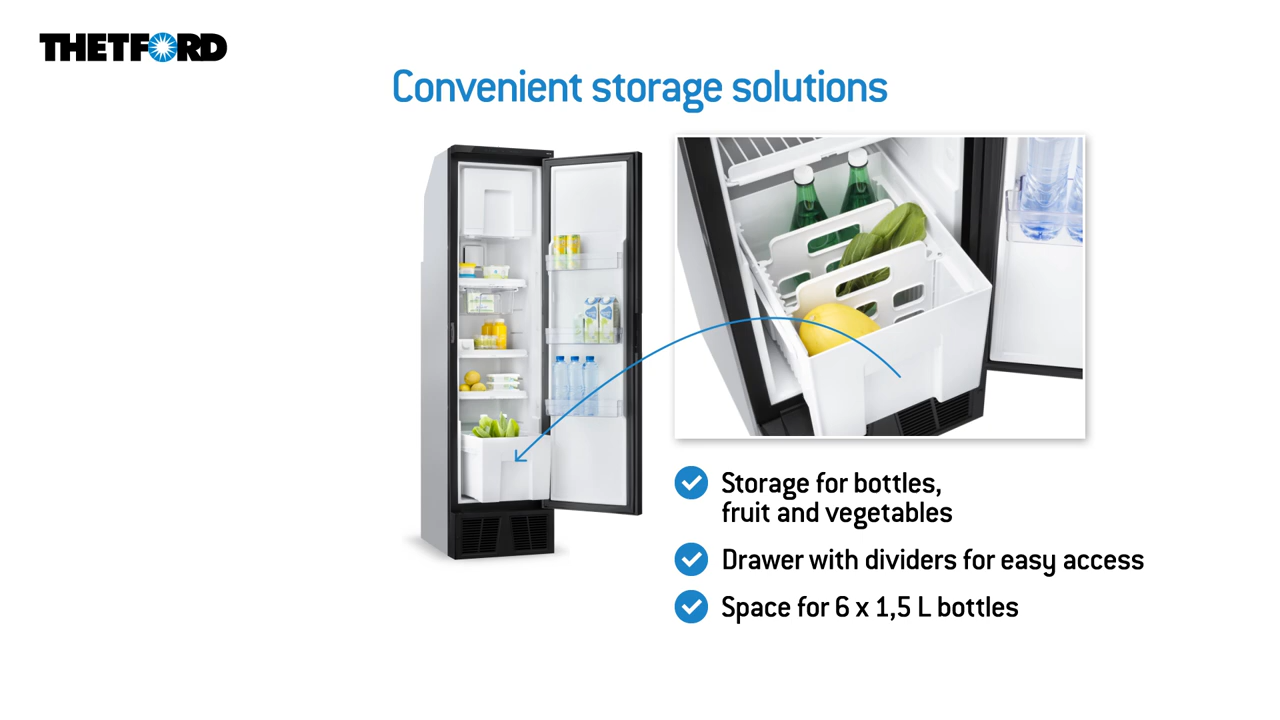 THETFORD
Convenient storage solutions
Storage for bottles,
fruit and vegetables
Drawer with dividers for easy access
Space for 6 x 1,5 L bottles